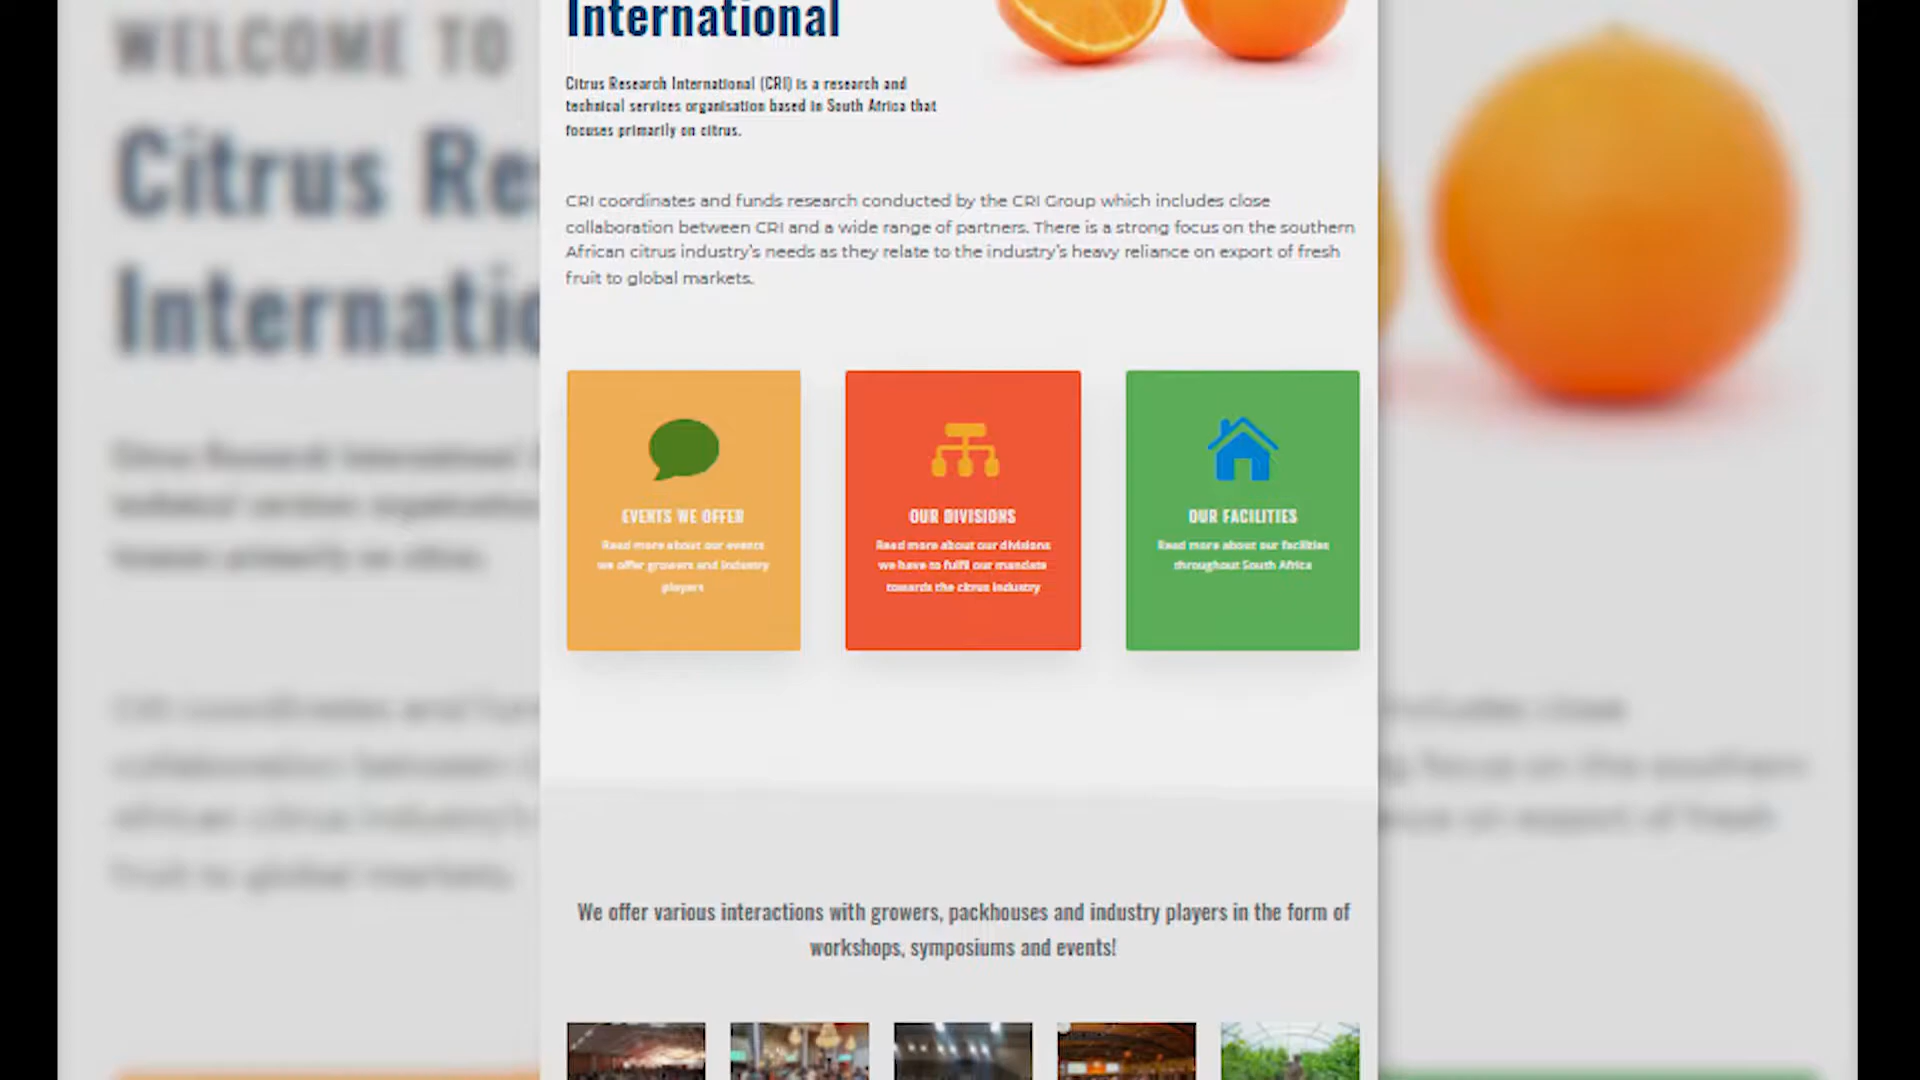 WELCOME TO
Citrus Re
Internatio
International
Citrus Research International (CRI) is a research and
technical services organisation based in South Africa that
focuses primarily on citrus.
CRI coordinates and funds research conducted by the CRI Group which includes close
collaboration between CRI and a wide range of partners. There is a strong focus on the southern
African citrus industry's needs as they relate to the industry's heavy reliance on export of fresh
fruit to global markets.
EVENTS WE OFFER
Read more about our events
we offer growers and industry
players
OUR DIVISIONS
Read more about our divisions
we have to fulfil our mandate
towards the citrus industry
OUR FACILITIES
Read more about our facilities
throughout South Africa
We offer various interactions with growers, packhouses and industry players in the form of
workshops, symposiums and events!